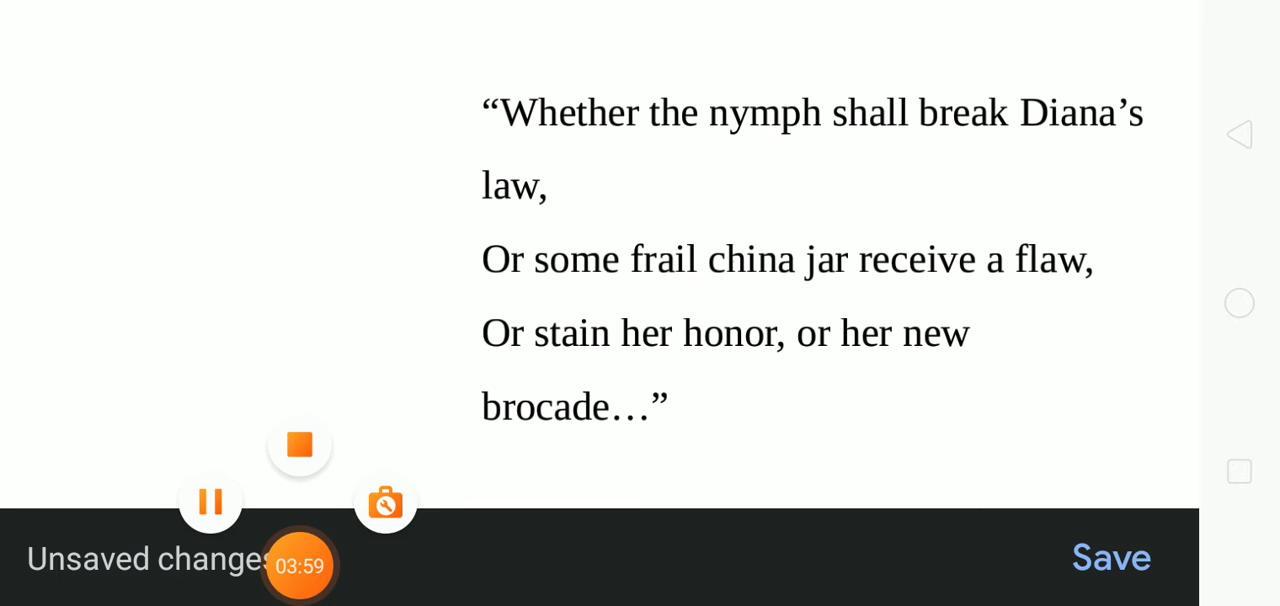 “Whether the nymph shall break Diana’s
law,
Or some frail china jar receive a flaw,
Or stain her honor, or her new
brocade…”
Unsaved changes
03:59
Save